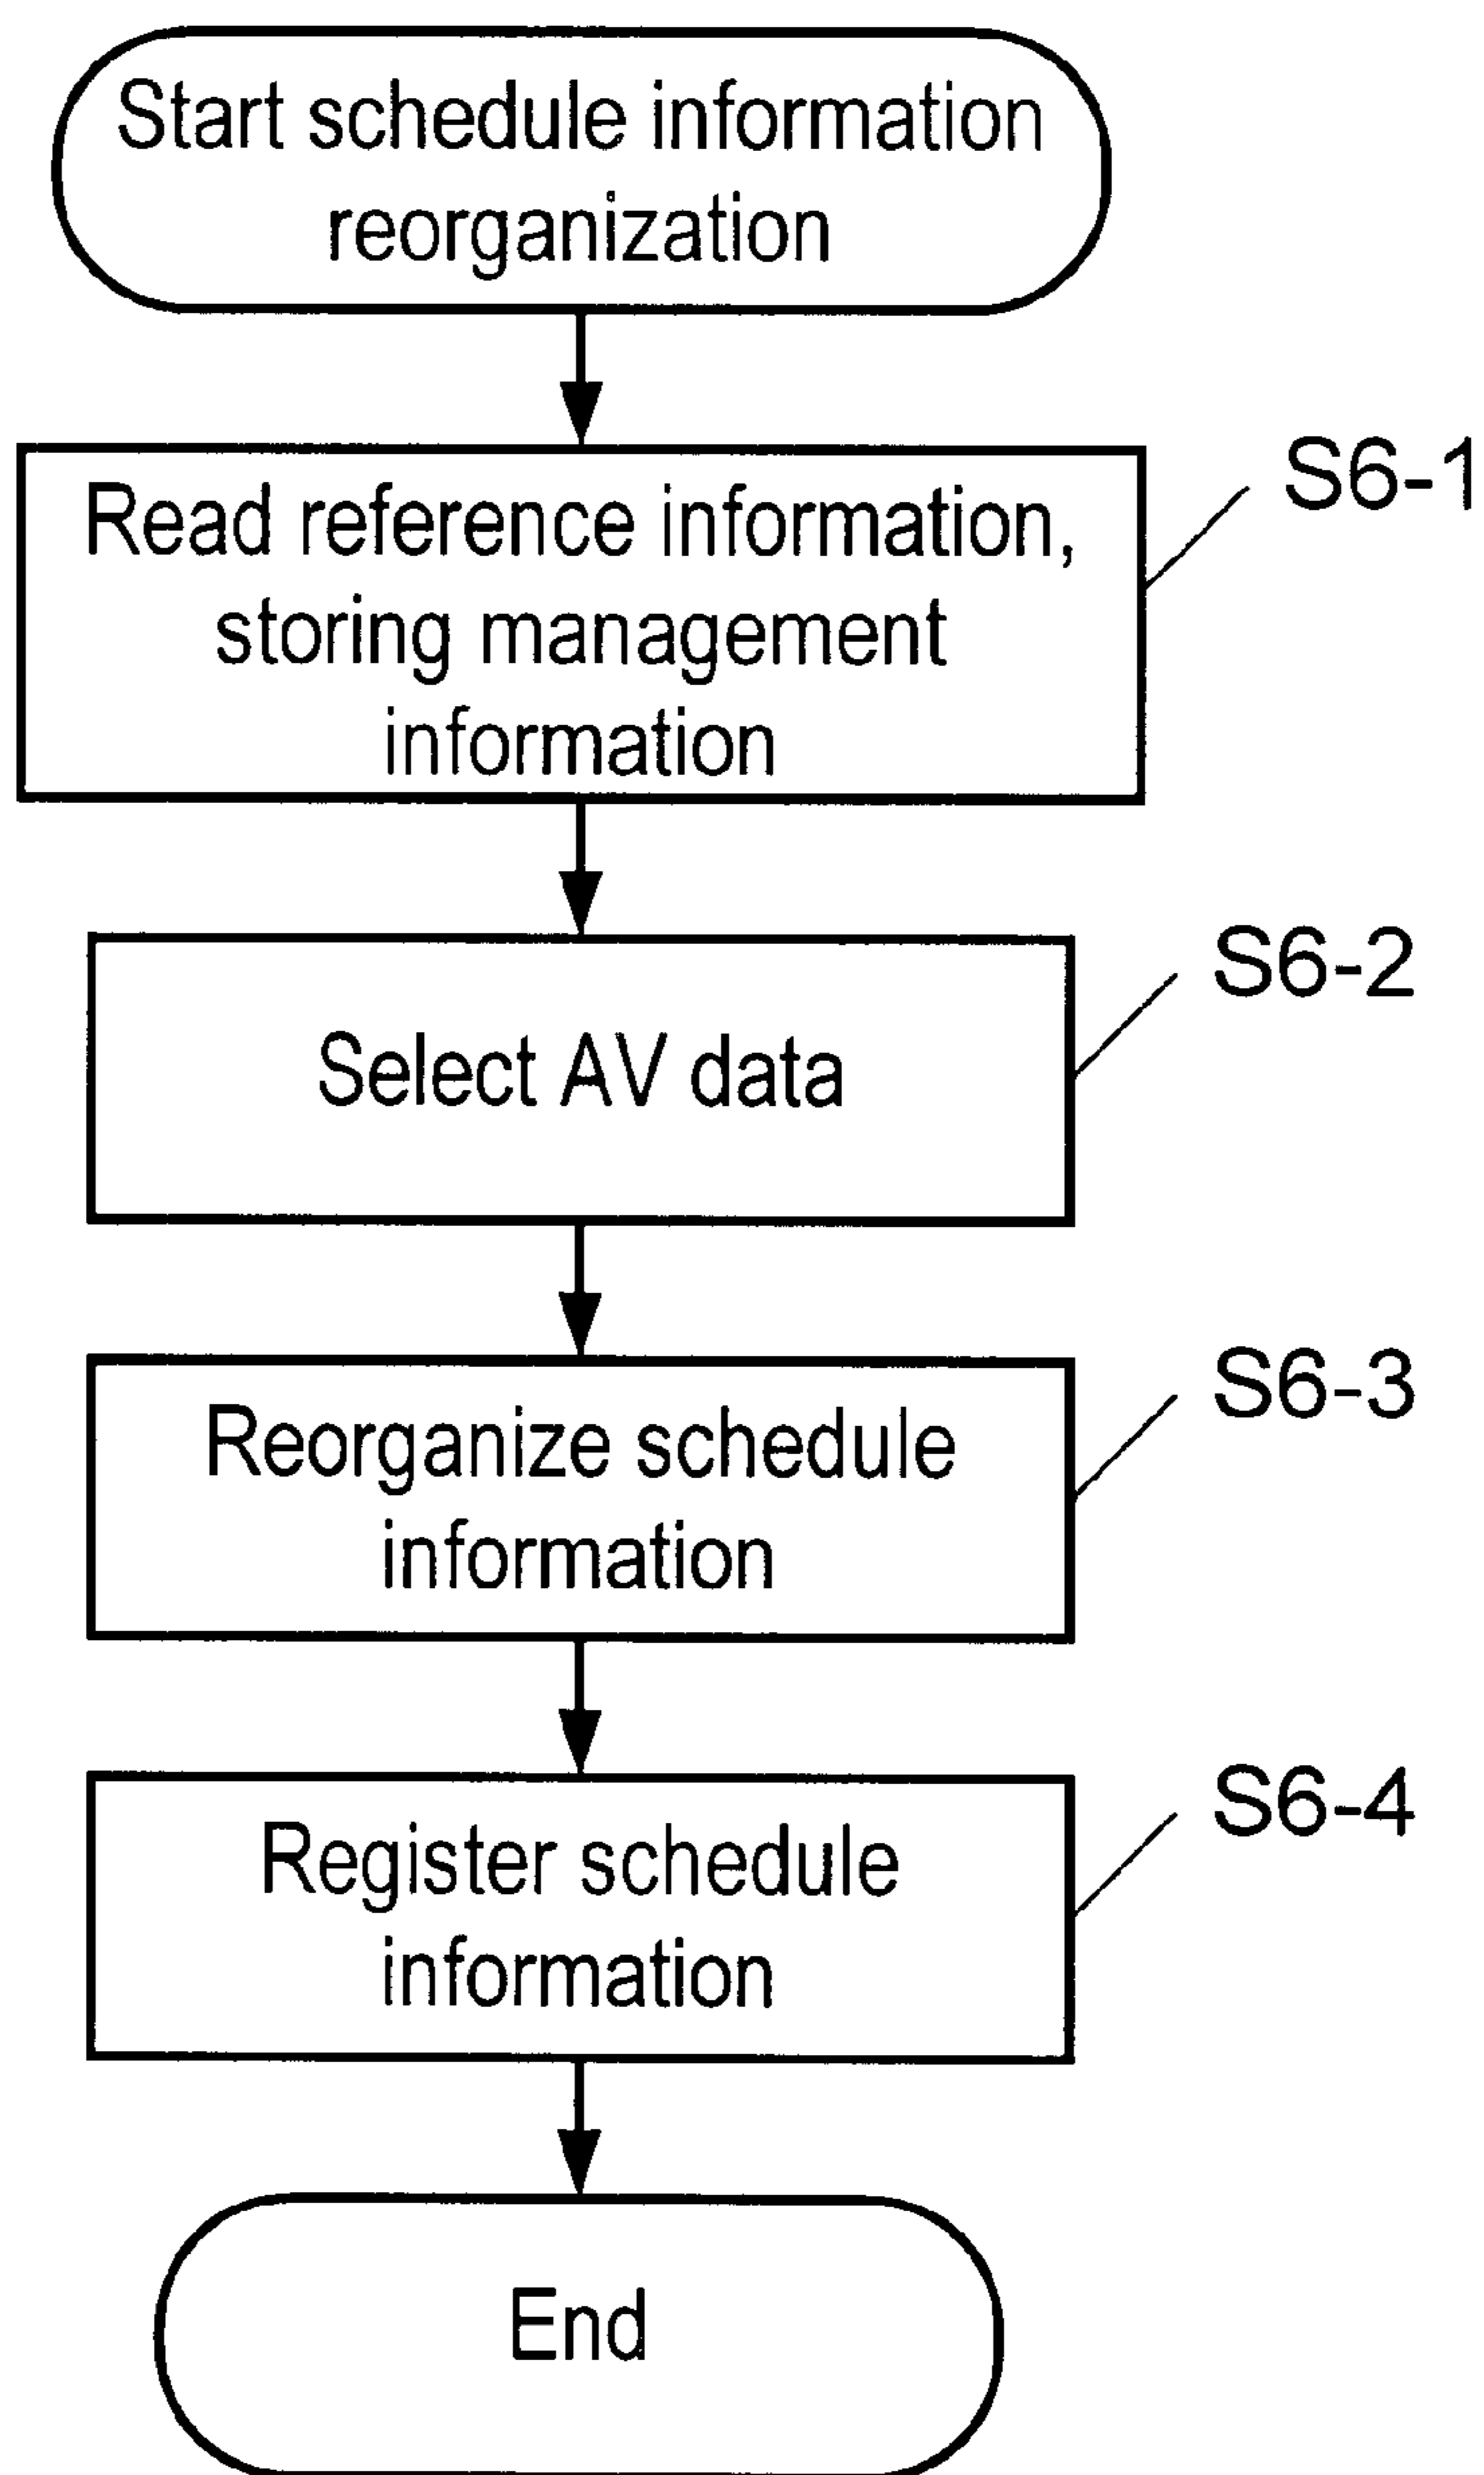 Start schedule information
reorganization
S6-1
Read reference information,
storing management
information
S6-2
Select AV data
S6-3
Reorganize schedule
information
S6-4
Register schedule
information
End